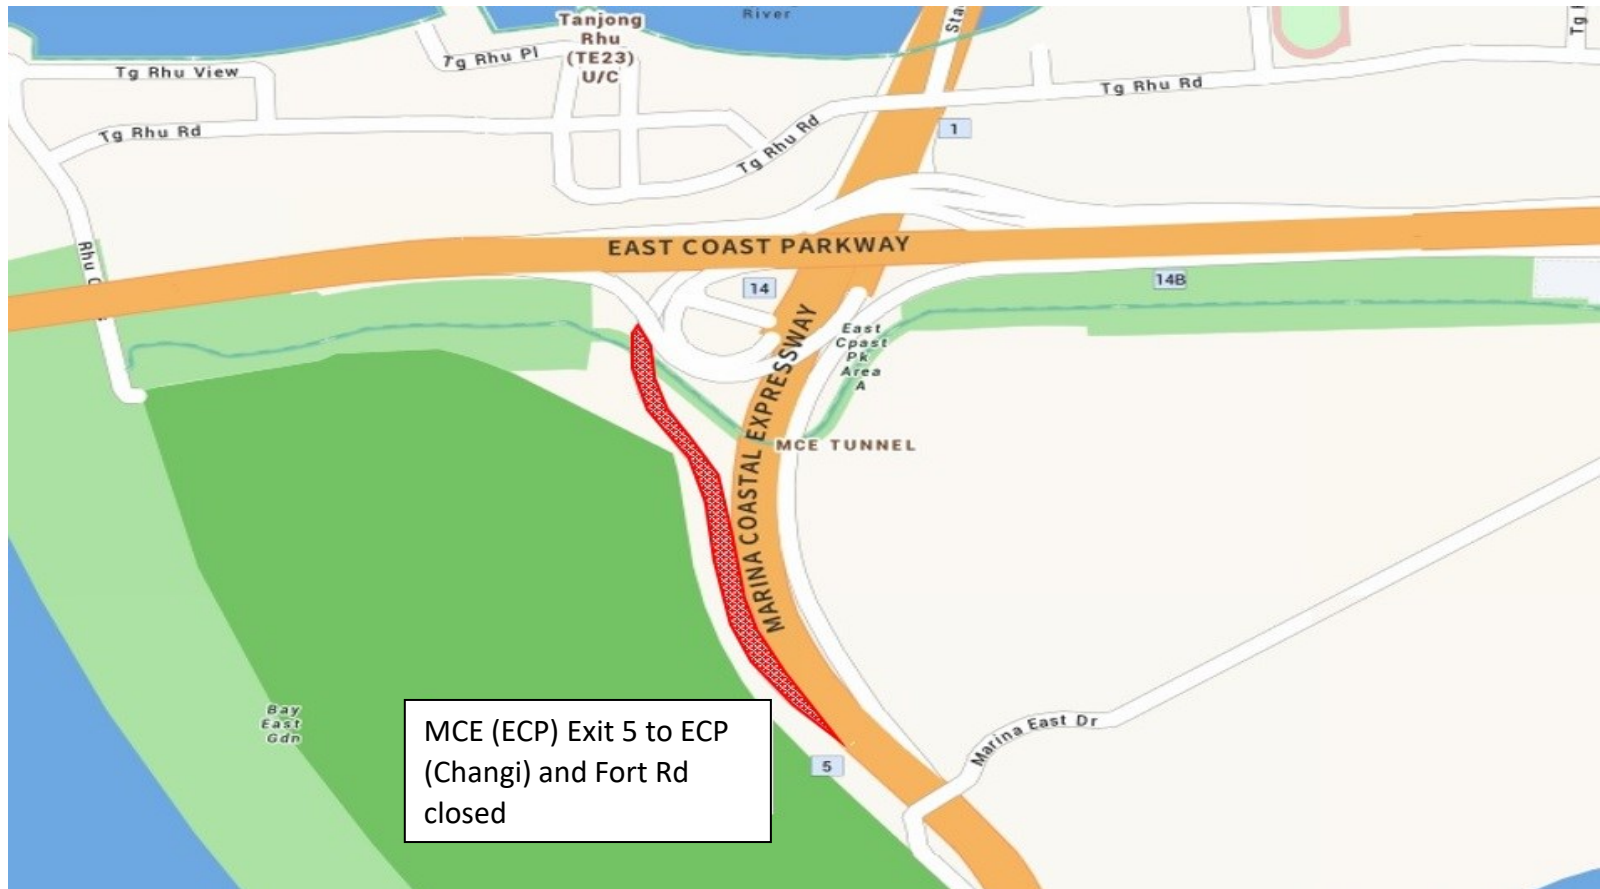 River
Tanjong
Rhu
(TE23)
U/C
Tg Rhu Pl
Tg Rhu View
Tg Rhu Rd
Tg Rhu Rd
Tg Rhu Rd
1
Rhu
EAST COAST PARKWAY
14
14B
East
Cpast
Pk
Area
A
MARINA COASTAL EXPRESSWAY
MCE TUNNEL
Bay
East
Gdn
MCE (ECP) Exit 5 to ECP
(Changi) and Fort Rd
closed
5
Marina East Dr